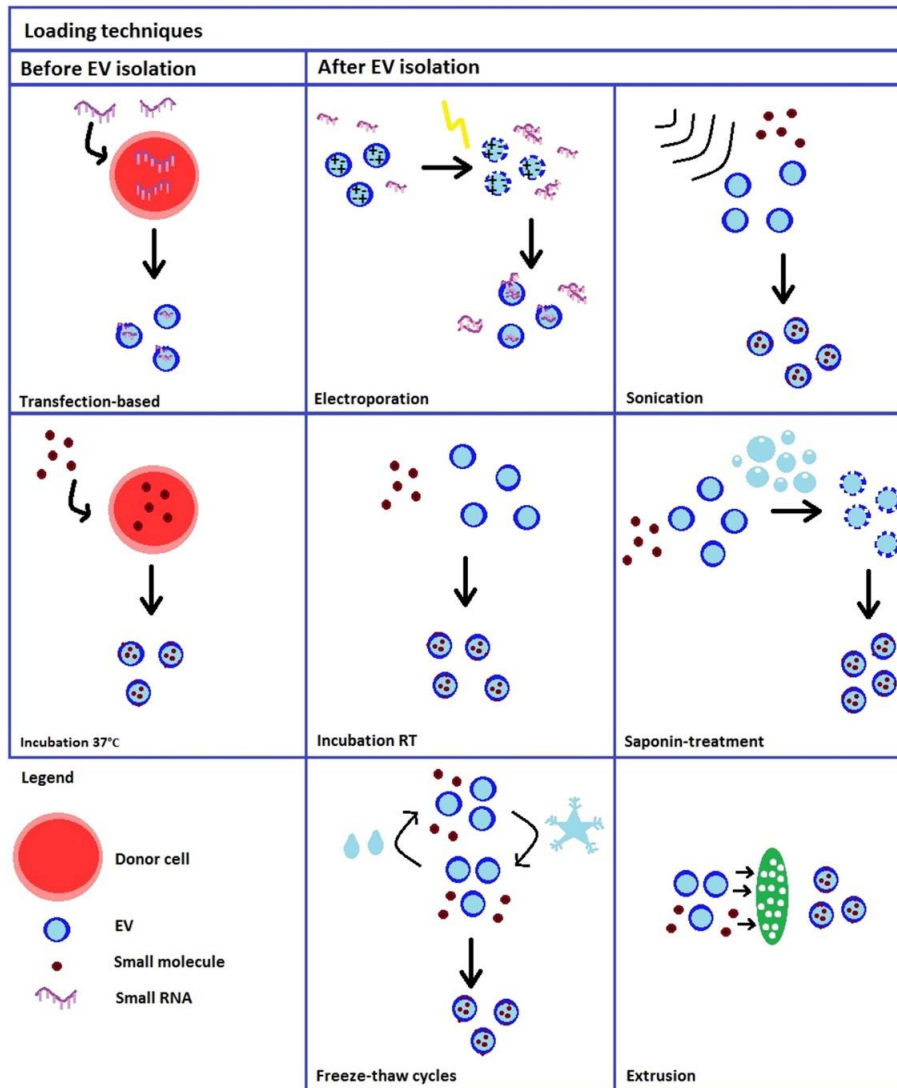 Loading techniques
Before EV isolation
After EV isolation
Transfection-based
Electroporation
Sonication
Incubation 37°C
Incubation RT
Saponin-treatment
Legend
Donor cell
EV
Small molecule
Small RNA
Freeze-thaw cycles
Extrusion